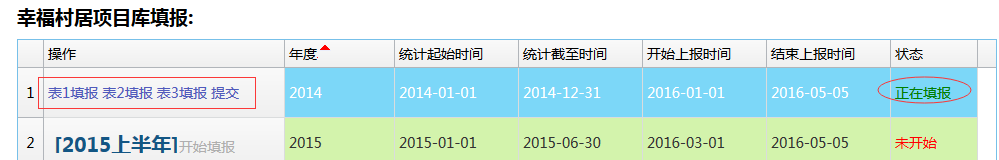 幸福村居项目库填报:
操作 年度 统计起始时间 统计截至时间 开始上报时间 结束上报时间 状态
1 表1填报 表2填报 表3填报 提交 2014 2014-01-01 2014-12-31 2016-01-01 2016-05-05 正在填报
2 [2015上半年]开始填报 2015 2015-01-01 2015-06-30 2016-03-01 2016-05-05 未开始